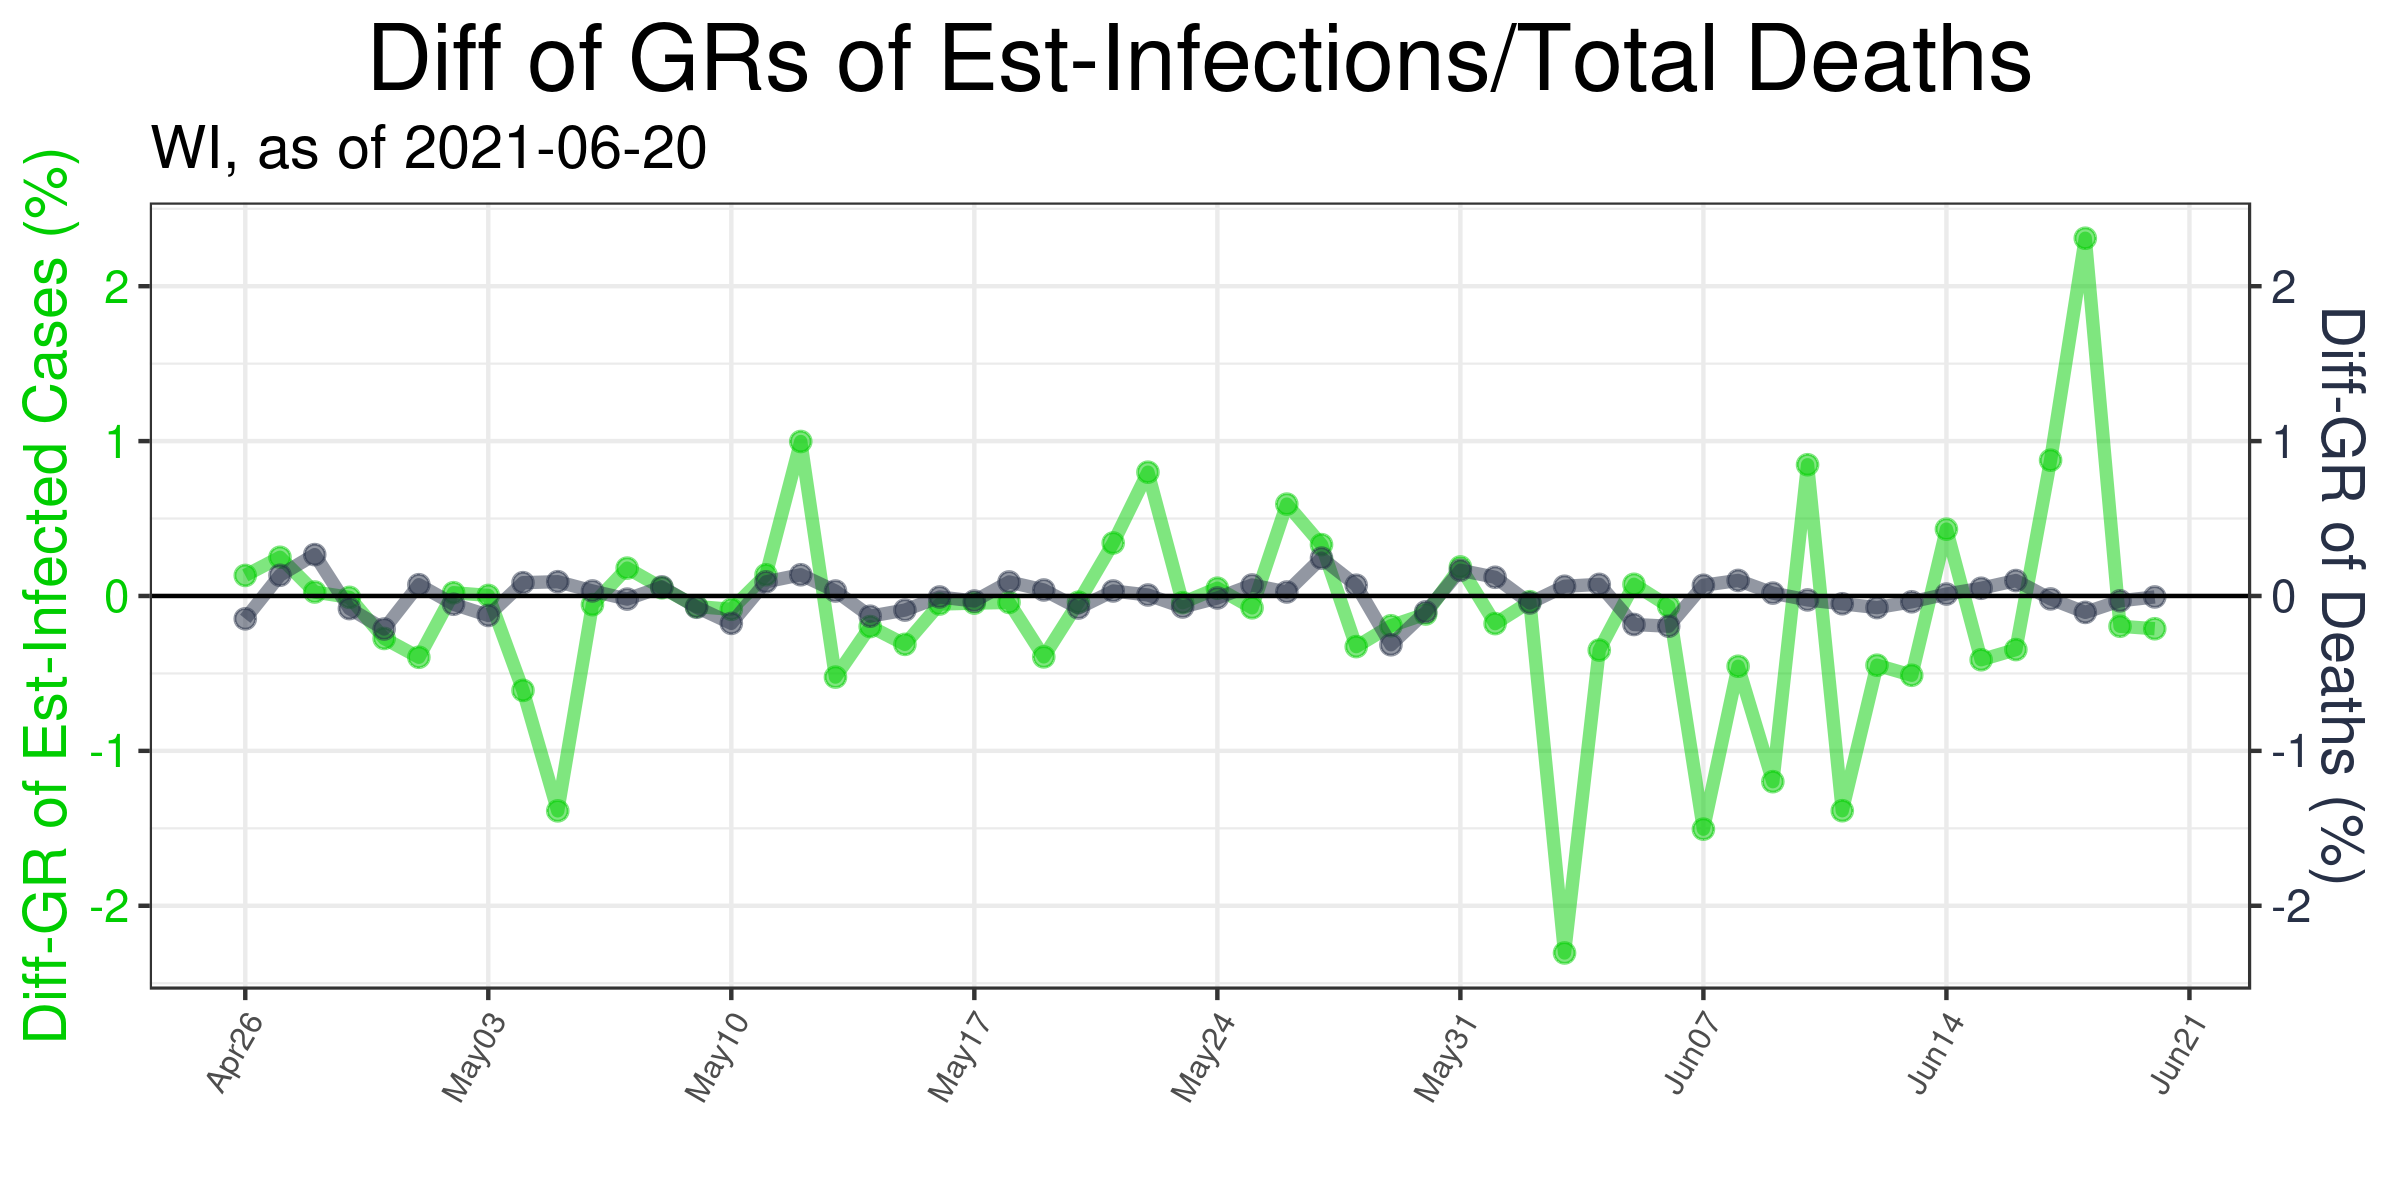 Diff of GRs of Est-Infections/Total Deaths
WI, as of 2021-06-20
Diff-GR of Est-Infected Cases (%)
2
1
0
-1
-2
2
1
0
-1
-2
Diff-GR of Deaths (%)
Apr26
May03
May10
May17
May24
May31
Jun07
Jun14
Jun21